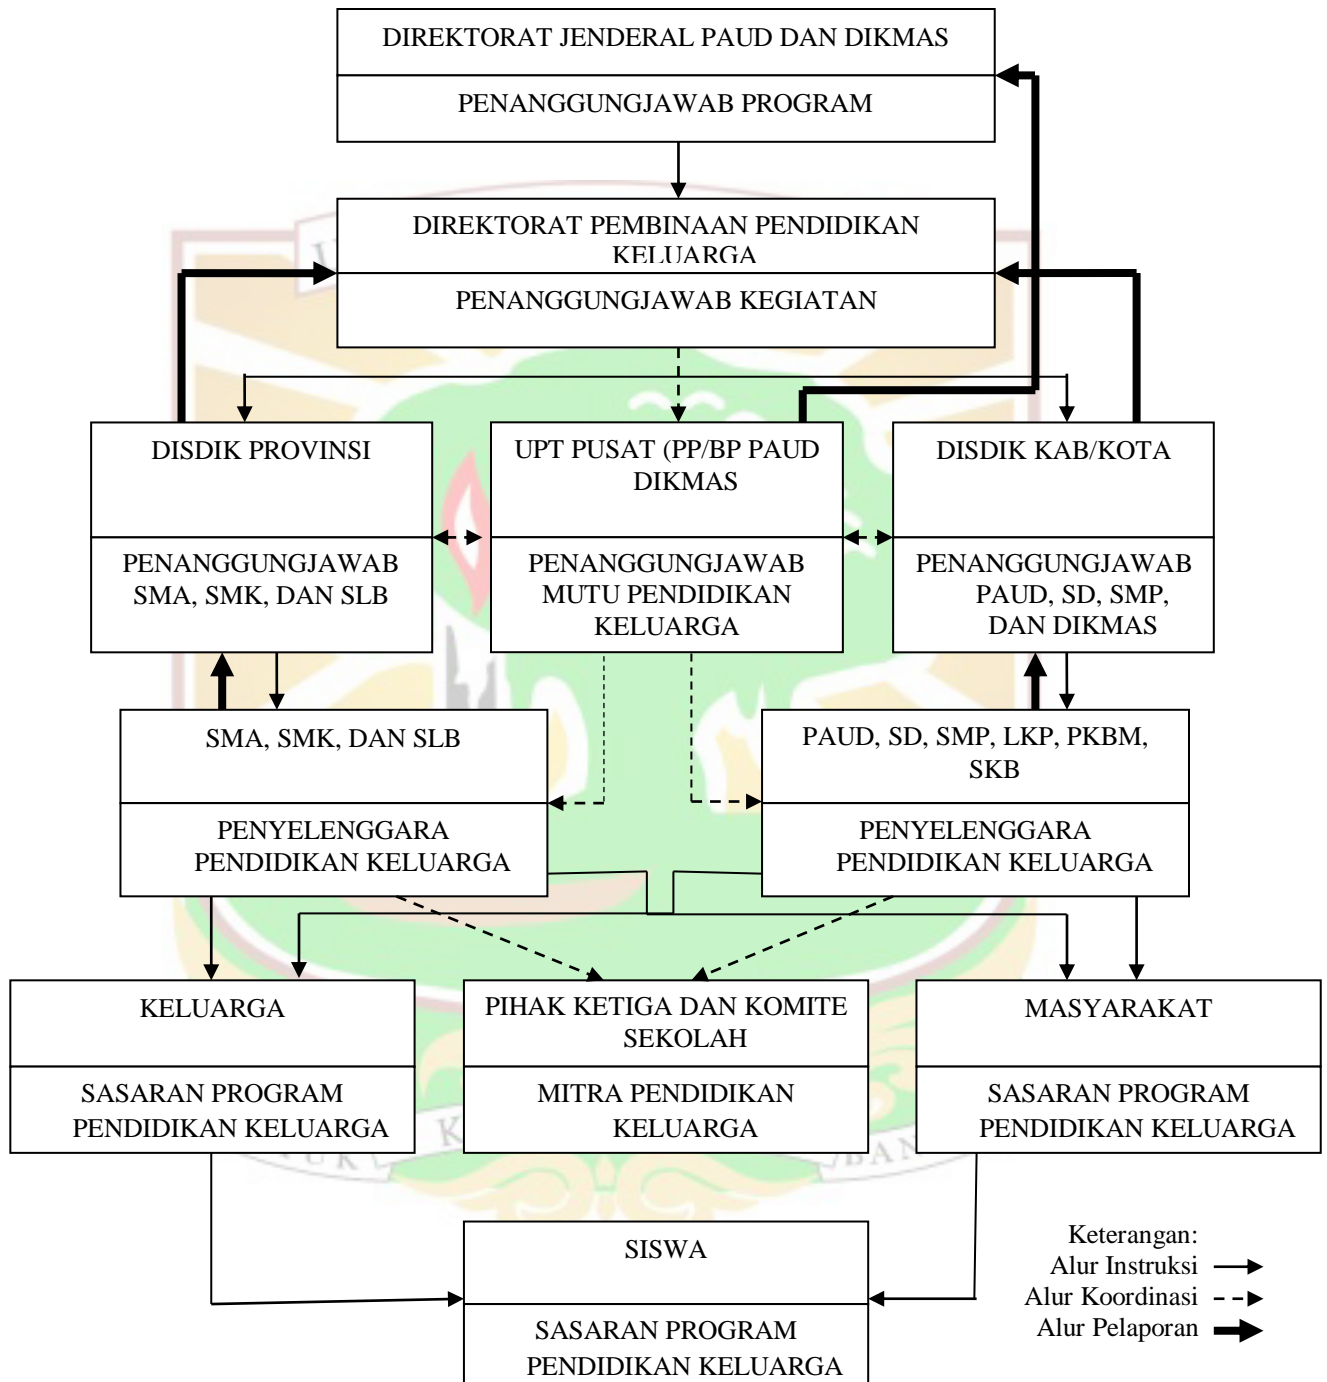 DIREKTORAT JENDERAL PAUD DAN DIKMAS
PENANGGUNGJAWAB PROGRAM
DIREKTORAT PEMBINAAN PENDIDIKAN
KELUARGA
PENANGGUNGJAWAB KEGIATAN
DISDIK PROVINSI
PENANGGUNGJAWAB
SMA, SMK, DAN SLB
UPT PUSAT (PP/BP PAUD
DIKMAS
PENANGGUNGJAWAB
MUTU PENDIDIKAN
KELUARGA
DISDIK KAB/KOTA
PENANGGUNGJAWAB
PAUD, SD, SMP,
DAN DIKMAS
SMA, SMK, DAN SLB
PENYELENGGARA
PENDIDIKAN KELUARGA
PAUD, SD, SMP, LKP, PKBM,
SKB
PENYELENGGARA
PENDIDIKAN KELUARGA
KELUARGA
SASARAN PROGRAM
PENDIDIKAN KELUARGA
PIHAK KETIGA DAN KOMITE
SEKOLAH
MITRA PENDIDIKAN
KELUARGA
MASYARAKAT
SASARAN PROGRAM
PENDIDIKAN KELUARGA
SISWA
SASARAN PROGRAM
PENDIDIKAN KELUARGA
Keterangan:
Alur Instruksi
Alur Koordinasi
Alur Pelaporan